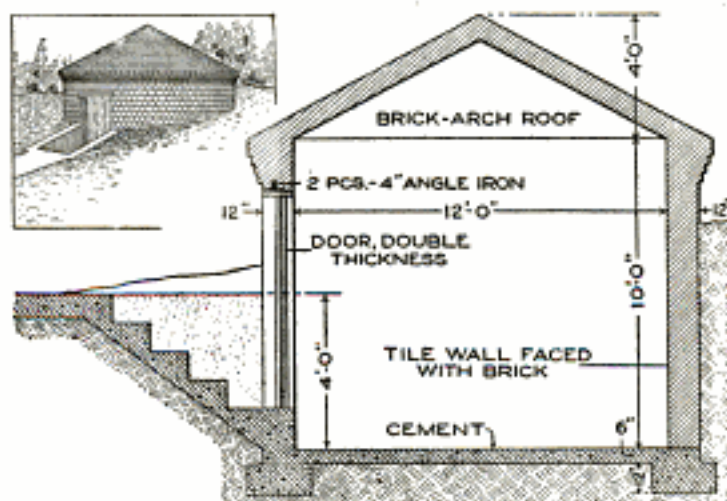 4'-0"
BRICK-ARCH ROOF
2 PCS.-4" ANGLE IRON
12"
12'-0"
12"
DOOR, DOUBLE
THICKNESS
10'-0"
4'-0"
TILE WALL FACED
WITH BRICK
CEMENT
6"